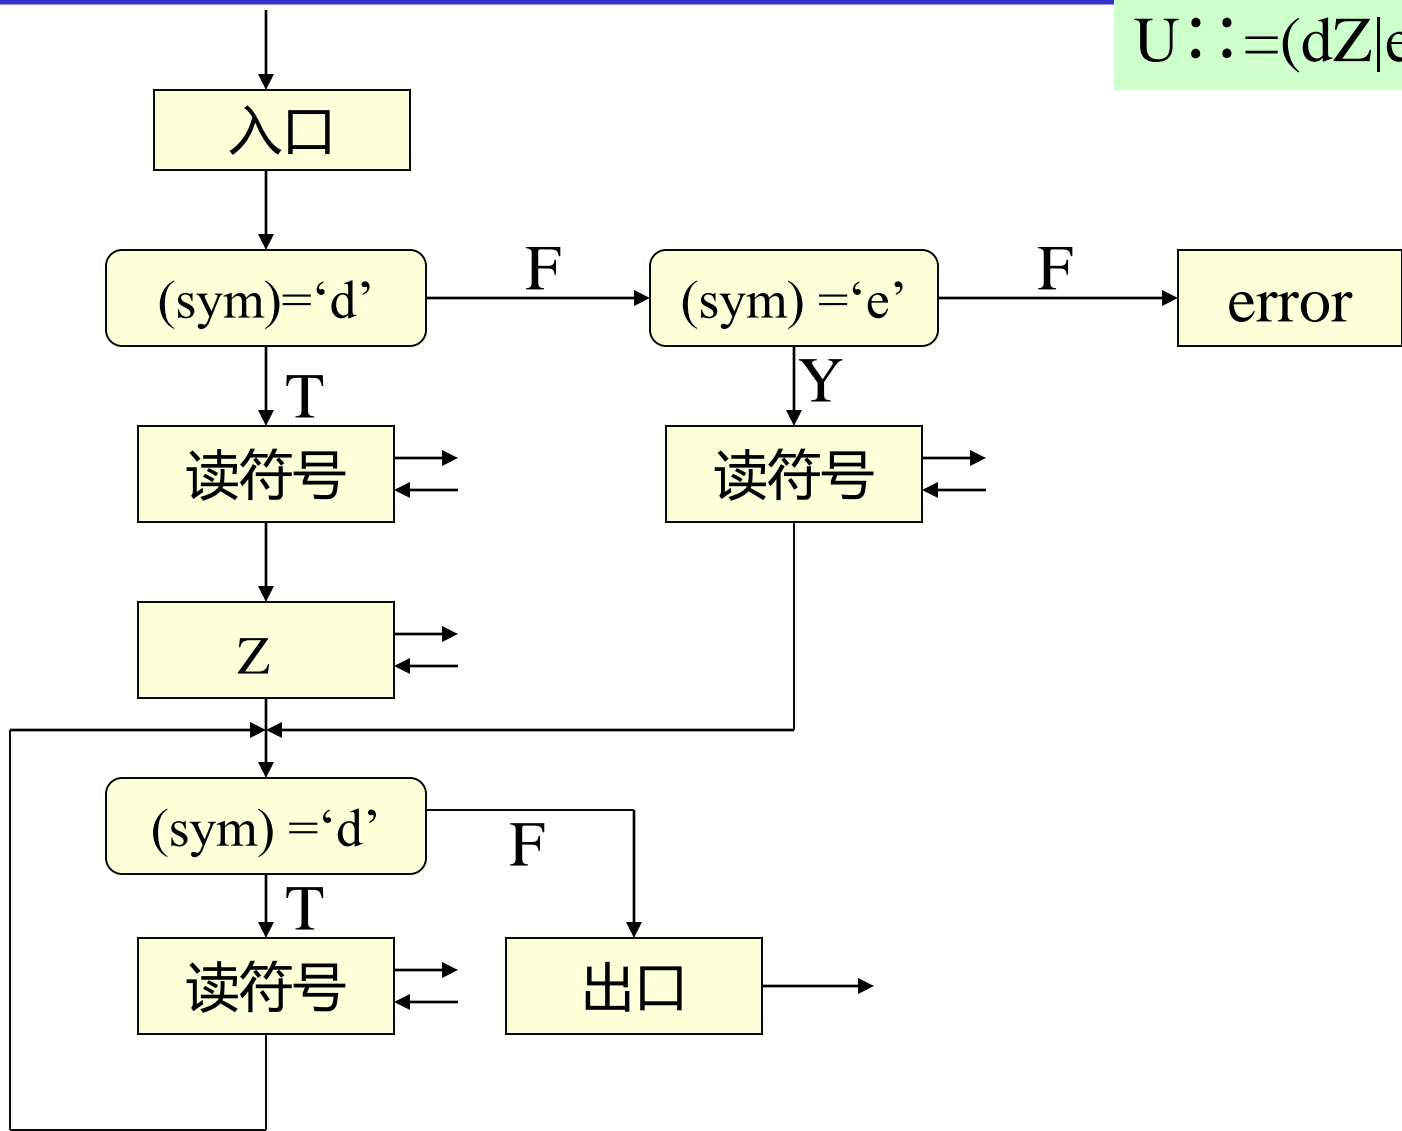 U∷=(dZ|e
入口
(sym)=‘d’
F
(sym) =‘e’
F
error
T
Y
读符号
读符号
Z
(sym) =‘d’
F
T
读符号
出口